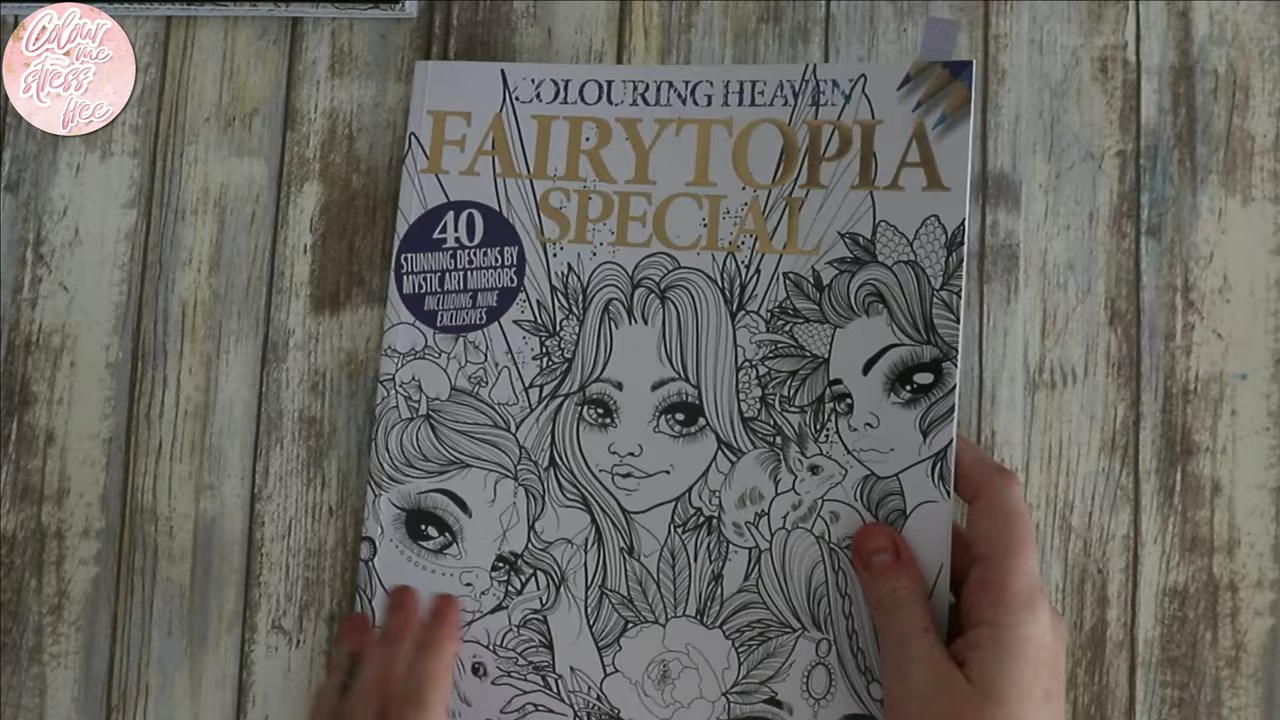 Colour
me
stress
free
COLOURING HEAVEN
FAIRYTOPIA
SPECIAL
40
STUNNING DESIGNS BY
MYSTIC ART MIRRORS
INCLUDING NINE
EXCLUSIVES